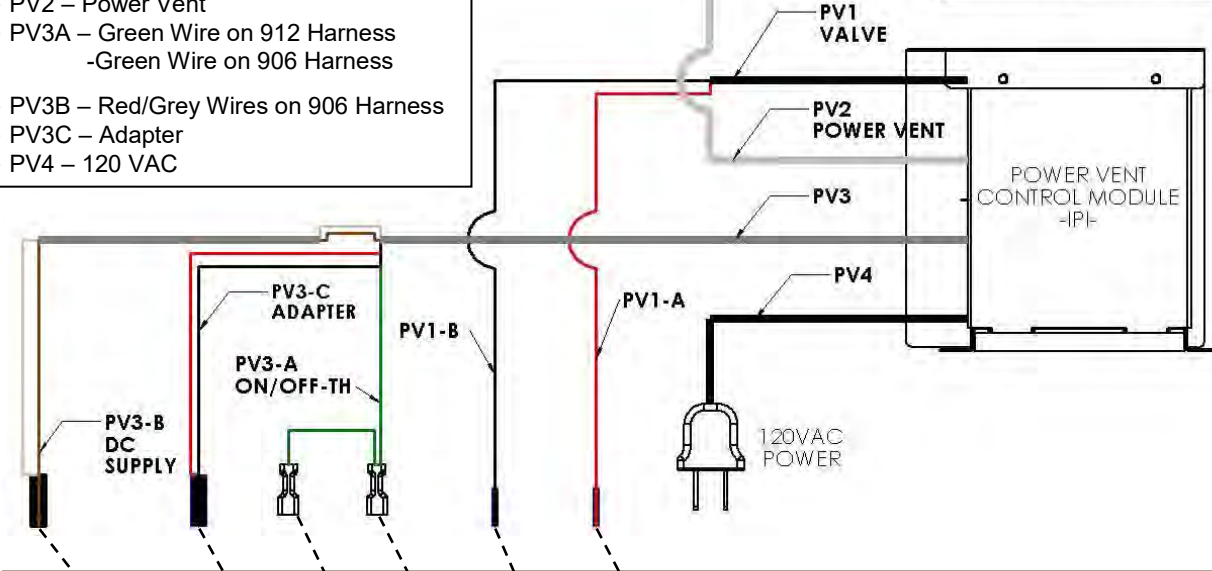 PV2 – Power Vent
PV3A – Green Wire on 912 Harness
-Green Wire on 906 Harness
PV3B – Red/Grey Wires on 906 Harness
PV3C – Adapter
PV4 – 120 VAC
PV1
VALVE
PV2
POWER VENT
POWER VENT
CONTROL MODULE
-IPI-
PV3
PV4
PV3-C
ADAPTER
PV1-B
PV1-A
PV3-A
ON/OFF-TH
PV3-B
DC
SUPPLY
120VAC
POWER